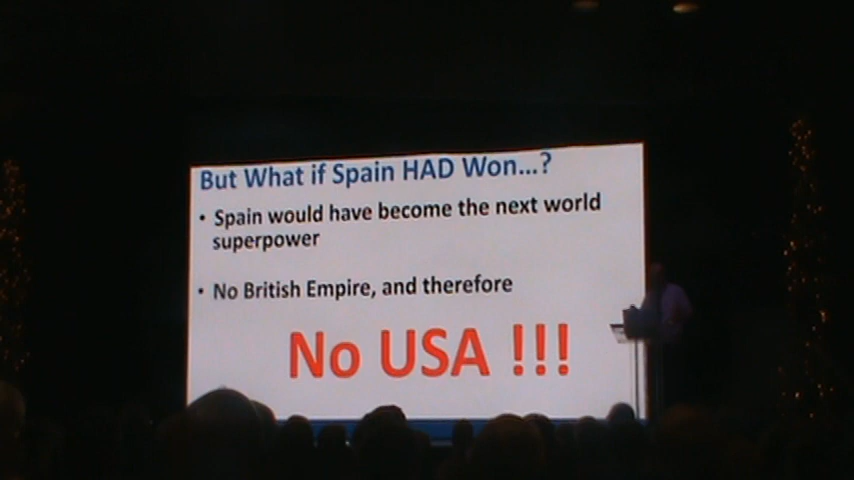 But What if Spain HAD Won...?
• Spain would have become the next world
superpower
• No British Empire, and therefore
No USA !!!